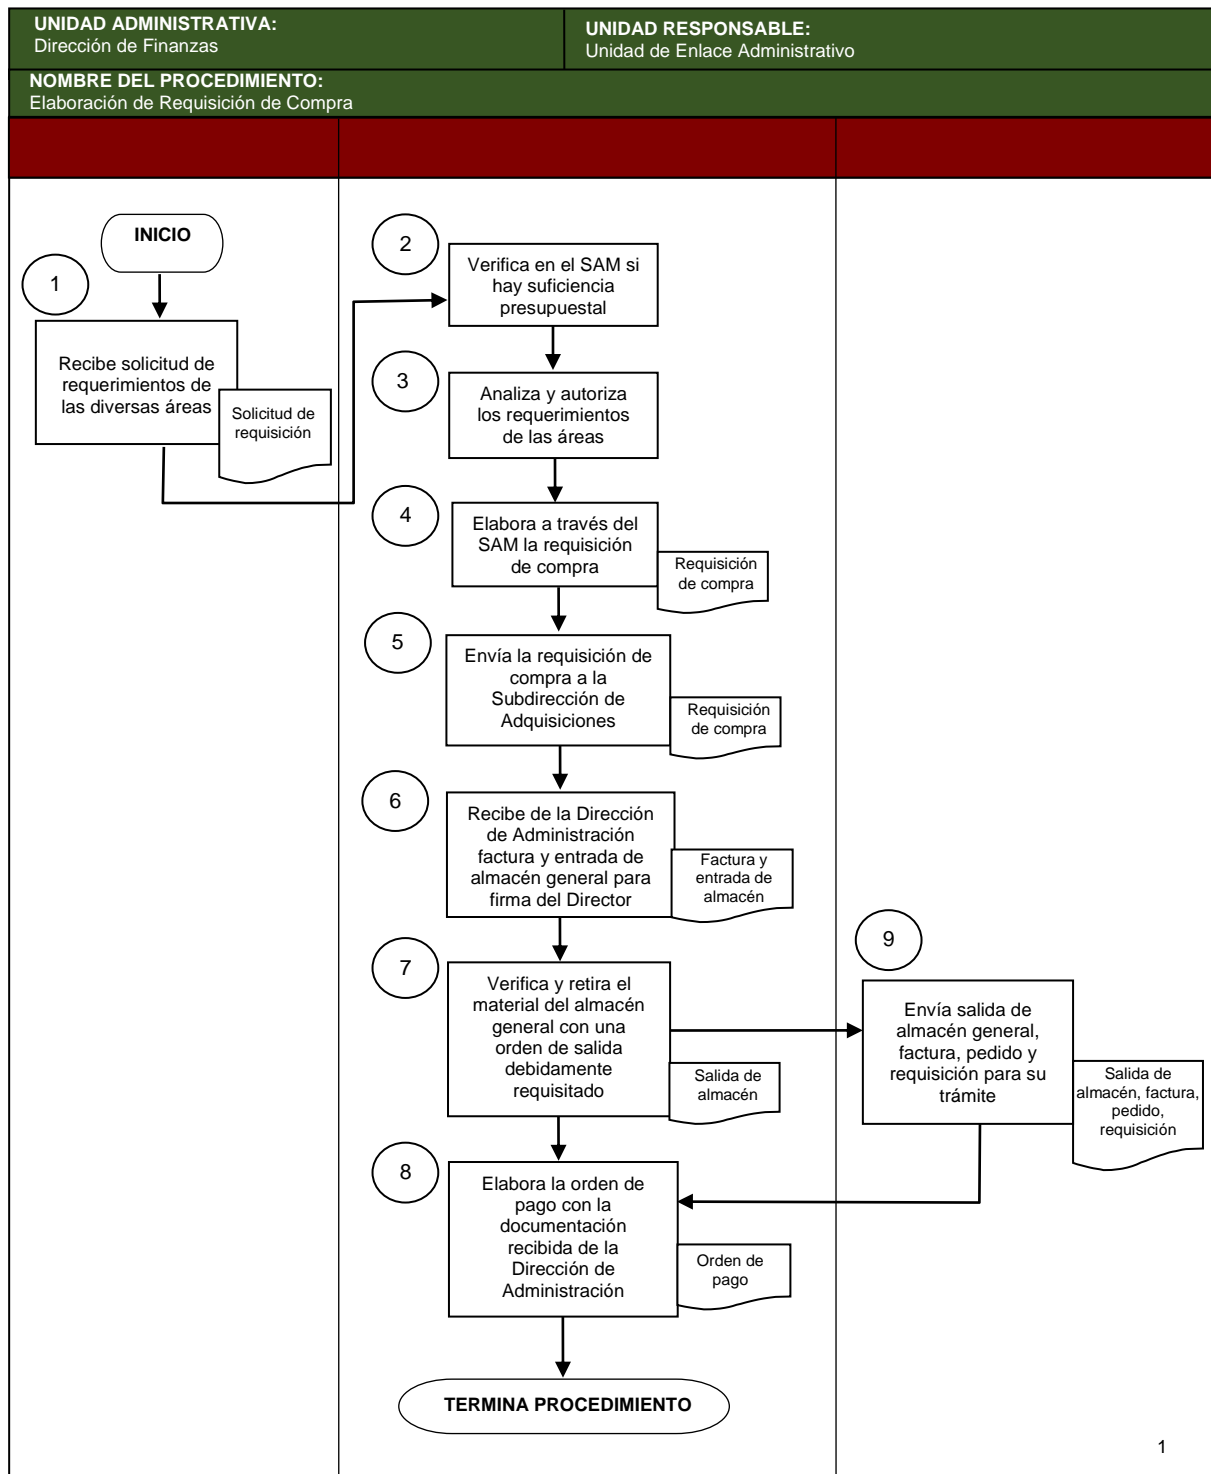 UNIDAD ADMINISTRATIVA:
Dirección de Finanzas
UNIDAD RESPONSABLE:
Unidad de Enlace Administrativo
NOMBRE DEL PROCEDIMIENTO:
Elaboración de Requisición de Compra
INICIO
1
Recibe solicitud de
requerimientos de
las diversas áreas
Solicitud de
requisición
2
Verifica en el SAM si
hay suficiencia
presupuestal
3
Analiza y autoriza
los requerimientos
de las áreas
4
Elabora a través del
SAM la requisición
de compra
Requisición
de compra
5
Envía la requisición de
compra a la
Subdirección de
Adquisiciones
Requisición
de compra
6
Recibe de la Dirección
de Administración
factura y entrada de
almacén general para
firma del Director
Factura y
entrada de
almacén
7
Verifica y retira el
material del almacén
general con una
orden de salida
debidamente
requisitado
Salida de
almacén
9
Envía salida de
almacén general,
factura, pedido y
requisición para su
trámite
Salida de
almacén, factura,
pedido,
requisición
8
Elabora la orden de
pago con la
documentación
recibida de la
Dirección de
Administración
Orden de
pago
TERMINA PROCEDIMIENTO
1